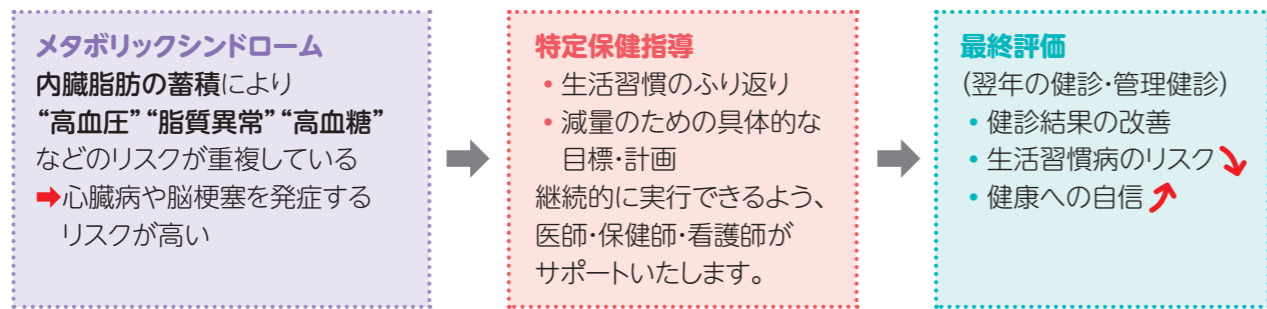 メタボリックシンドローム
内臓脂肪の蓄積により
“高血圧”“脂質異常”“高血糖”
などのリスクが重複している
➡心臓病や脳梗塞を発症する
リスクが高い
特定保健指導
・生活習慣のふり返り
・減量のための具体的な
目標・計画
継続的に実行できるよう、
医師・保健師・看護師が
サポートいたします。
最終評価
(翌年の健診・管理健診)
・健診結果の改善
・生活習慣病のリスク
・健康への自信